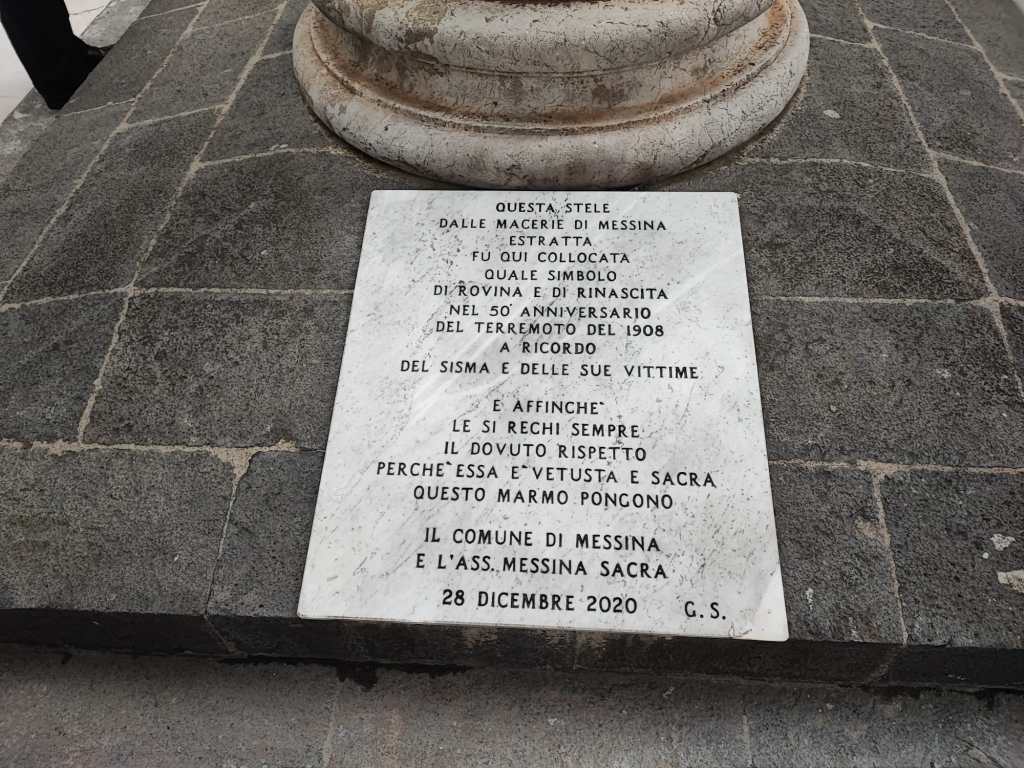 QUESTA STELE
DALLE MACERIE DI MESSINA
ESTRATTA
FU QUI COLLOCATA
QUALE SIMBOLO
DI ROVINA E DI RINASCITA
NEL 50° ANNIVERSARIO
DEL TERREMOTO DEL 1908
A RICORDO
DEL SISMA E DELLE SUE VITTIME
E AFFINCHE`
LE SI RECHI SEMPRE
IL DOVUTO RISPETTO
PERCHE` ESSA E` VETUSTA E SACRA
QUESTO MARMO PONGONO
IL COMUNE DI MESSINA
E L'ASS. MESSINA SACRA
28 DICEMBRE 2020 G. S.